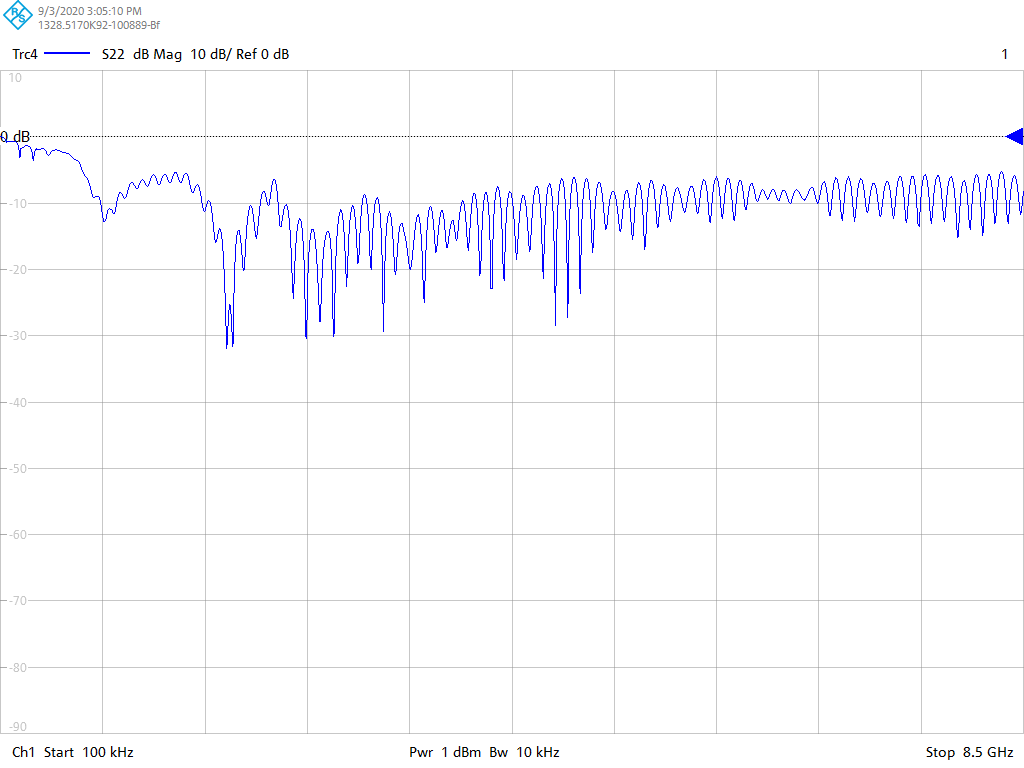 R&S
9/3/2020 3:05:10 PM
1328.5170K92-100889-Bf
Trc4 S22 dB Mag 10 dB/ Ref 0 dB 1
10
0 dB
-10
-20
-30
-40
-50
-60
-70
-80
-90
Ch1 Start 100 kHz Pwr 1 dBm Bw 10 kHz Stop 8.5 GHz